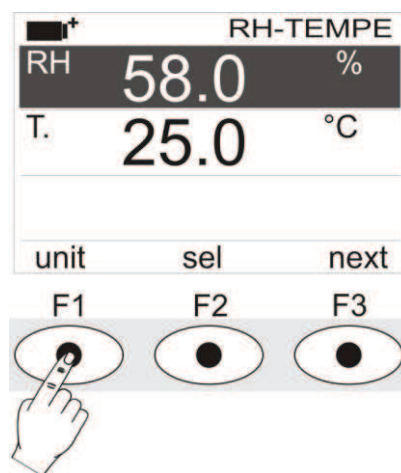 RH-TEMPE
RH 58.0 %
T. 25.0 °C
unit sel next
F1 F2 F3